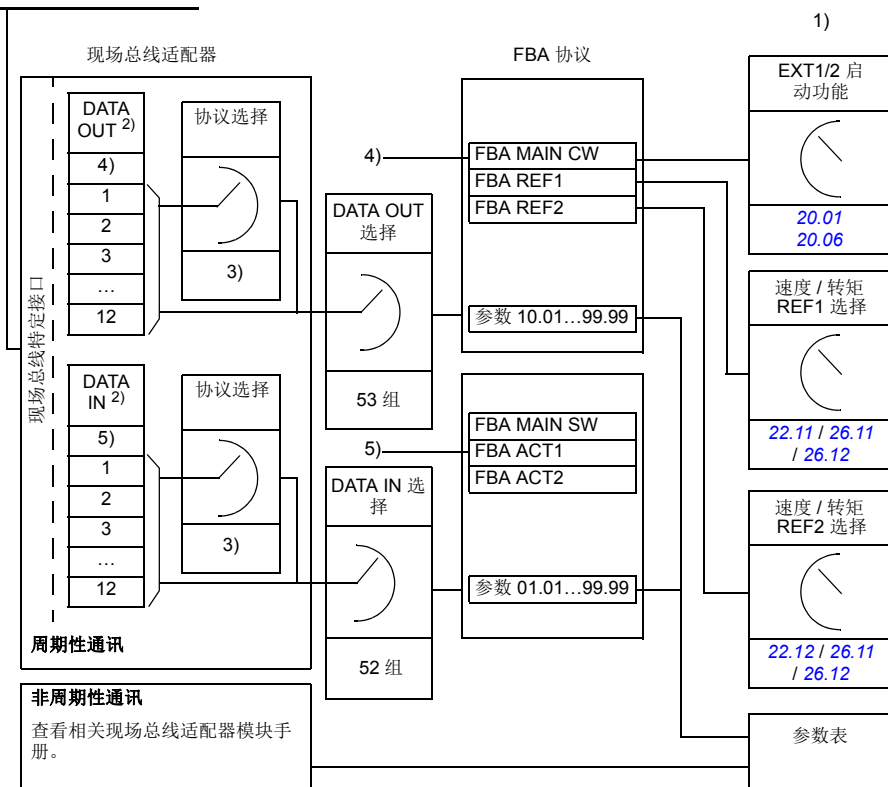 1)
现场总线适配器
FBA 协议
现场总线特定接口
DATA
OUT 2)
4)
1
2
3
…
12
协议选择
3)
DATA
IN 2)
5)
1
2
3
…
12
协议选择
3)
周期性通讯
DATA OUT
选择
53 组
DATA IN 选
择
52 组
4)
FBA MAIN CW
FBA REF1
FBA REF2
参数 10.01…99.99
5)
FBA MAIN SW
FBA ACT1
FBA ACT2
参数 01.01…99.99
EXT1/2 启
动功能
20.01
20.06
速度 / 转矩
REF1 选择
22.11 / 26.11
/ 26.12
速度 / 转矩
REF2 选择
22.12 / 26.11
/ 26.12
非周期性通讯
查看相关现场总线适配器模块手
册。
参数表